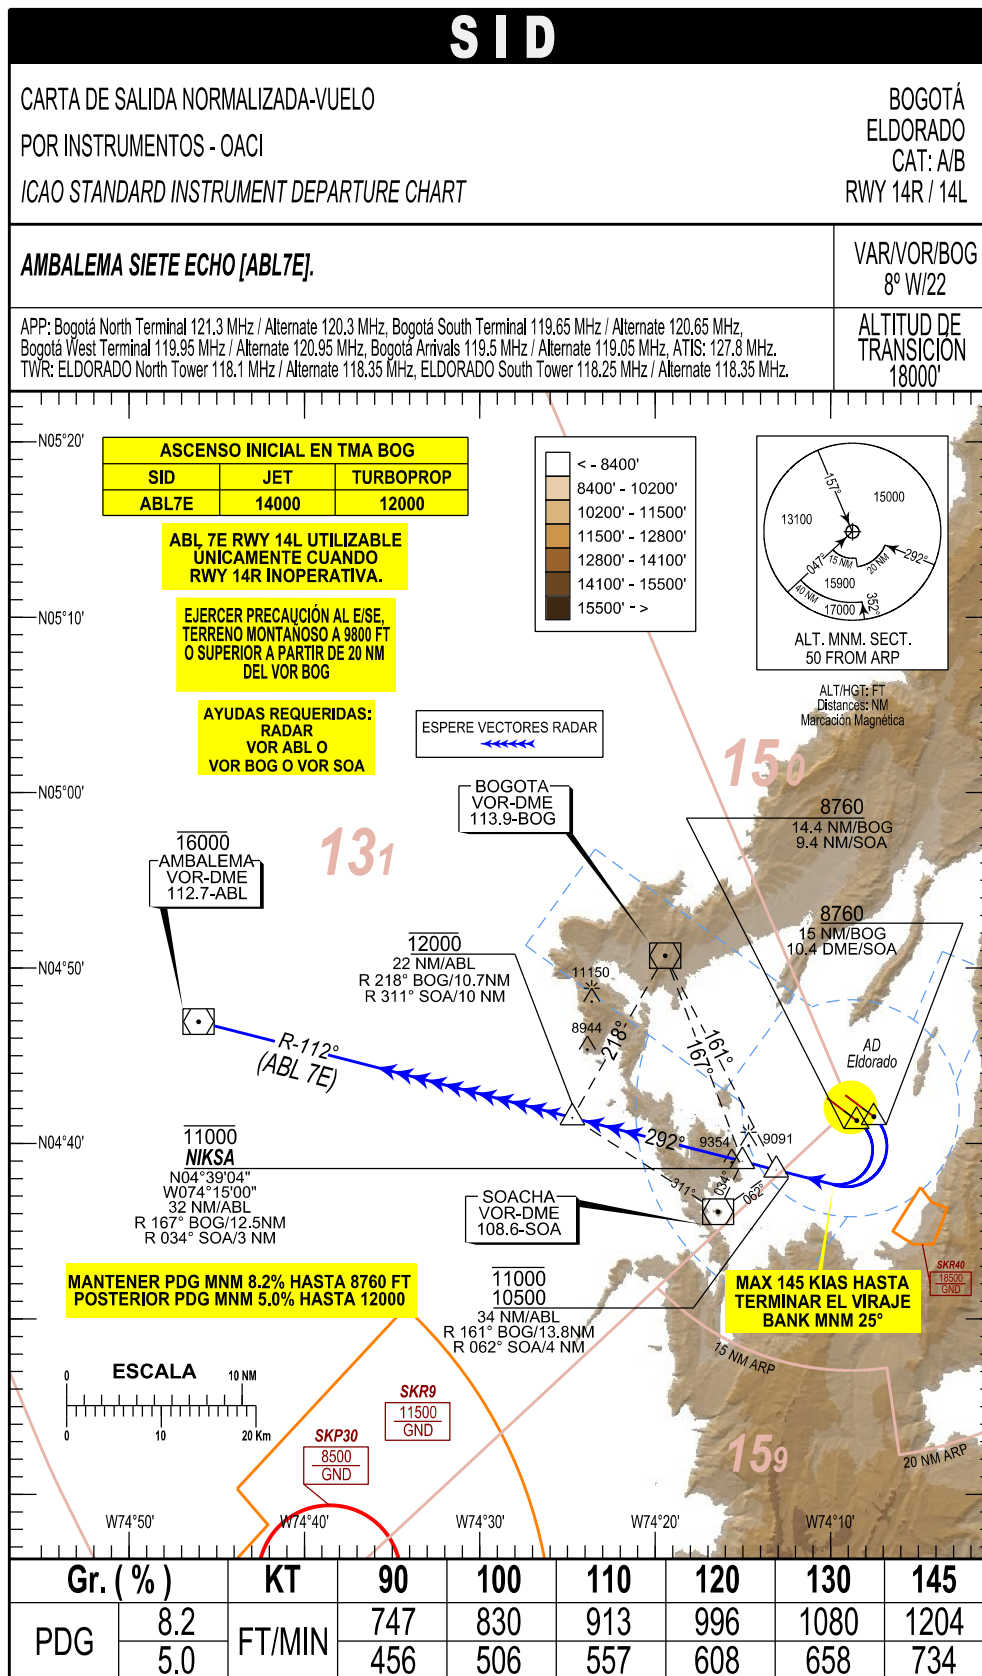 SID
CARTA DE SALIDA NORMALIZADA-VUELO
POR INSTRUMENTOS - OACI
ICAO STANDARD INSTRUMENT DEPARTURE CHART
BOGOTÁ
ELDORADO
CAT: A/B
RWY 14R / 14L
AMBALEMA SIETE ECHO [ABL7E].
VAR/VOR/BOG
8º W/22
APP: Bogotá North Terminal 121.3 MHz / Alternate 120.3 MHz, Bogotá South Terminal 119.65 MHz / Alternate 120.65 MHz,
Bogotá West Terminal 119.95 MHz / Alternate 120.95 MHz, Bogotá Arrivals 119.5 MHz / Alternate 119.05 MHz, ATIS: 127.8 MHz.
TWR: ELDORADO North Tower 118.1 MHz / Alternate 118.35 MHz, ELDORADO South Tower 118.25 MHz / Alternate 118.35 MHz.
ALTITUD DE
TRANSICIÓN
18000'
N05°20'
ASCENSO INICIAL EN TMA BOG
SID JET TURBOPROP
ABL7E 14000 12000
ABL 7E RWY 14L UTILIZABLE
ÚNICAMENTE CUANDO
RWY 14R INOPERATIVA.
< - 8400'
8400' - 10200'
10200' - 11500'
11500' - 12800'
12800' - 14100'
14100' - 15500'
15500' - >
157°
15000
13100
047°
15 NM
20 NM
292°
15900
40 NM
17000
352°
ALT. MNM. SECT.
50 FROM ARP
N05°10'
EJERCER PRECAUCIÓN AL E/SE,
TERRENO MONTAÑOSO A 9800 FT
O SUPERIOR A PARTIR DE 20 NM
DEL VOR BOG
ALT/HGT: FT
Distances: NM
Marcación Magnética
AYUDAS REQUERIDAS:
RADAR
VOR ABL O
VOR BOG O VOR SOA
ESPERE VECTORES RADAR
150
N05°00'
BOGOTA
VOR-DME
113.9-BOG
8760
14.4 NM/BOG
9.4 NM/SOA
131
16000
AMBALEMA
VOR-DME
112.7-ABL
8760
15 NM/BOG
10.4 DME/SOA
12000
22 NM/ABL
R 218° BOG/10.7NM
R 311° SOA/10 NM
N04°50'
11150
8944
218°
161°
167°
AD
Eldorado
R-112°
(ABL 7E)
N04°40'
292°
9354
9091
11000
NIKSA
N04°39'04"
W074°15'00"
32 NM/ABL
R 167° BOG/12.5NM
R 034° SOA/3 NM
311°
034°
062°
SOACHA
VOR-DME
108.6-SOA
SKR40
18500
GND
MANTENER PDG MNM 8.2% HASTA 8760 FT
POSTERIOR PDG MNM 5.0% HASTA 12000
11000
10500
34 NM/ABL
R 161° BOG/13.8NM
R 062° SOA/4 NM
MAX 145 KIAS HASTA
TERMINAR EL VIRAJE
BANK MNM 25°
15 NM ARP
ESCALA
0 10 NM
0 10 20 Km
SKR9
11500
GND
SKP30
8500
GND
159
20 NM ARP
W74°50' W74°40' W74°30' W74°20' W74°10'
Gr. ( % ) KT 90 100 110 120 130 145
PDG 8.2 FT/MIN 747 830 913 996 1080 1204
5.0 456 506 557 608 658 734